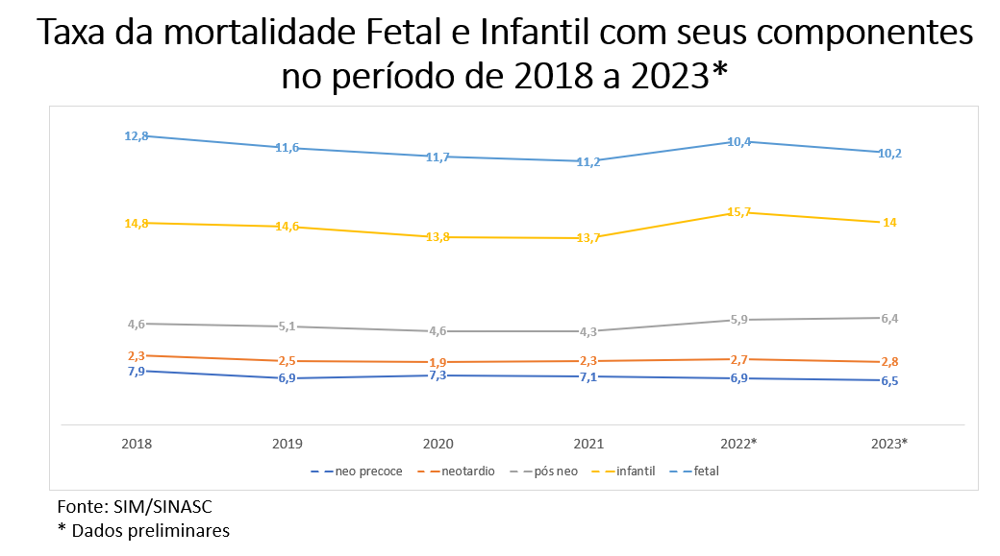 Taxa da mortalidade Fetal e Infantil com seus componentes
no período de 2018 a 2023*
12,8 11,6 11,7 11,2 10,4 10,2
14,8 14,6 13,8 13,7 15,7 14
4,6 5,1 4,6 4,3 5,9 6,4
2,3 2,5 1,9 2,3 2,7 2,8
7,9 6,9 7,3 7,1 6,9 6,5
2018 2019 2020 2021 2022* 2023*
neo precoce neotardio pós neo infantil fetal
Fonte: SIM/SINASC
* Dados preliminares